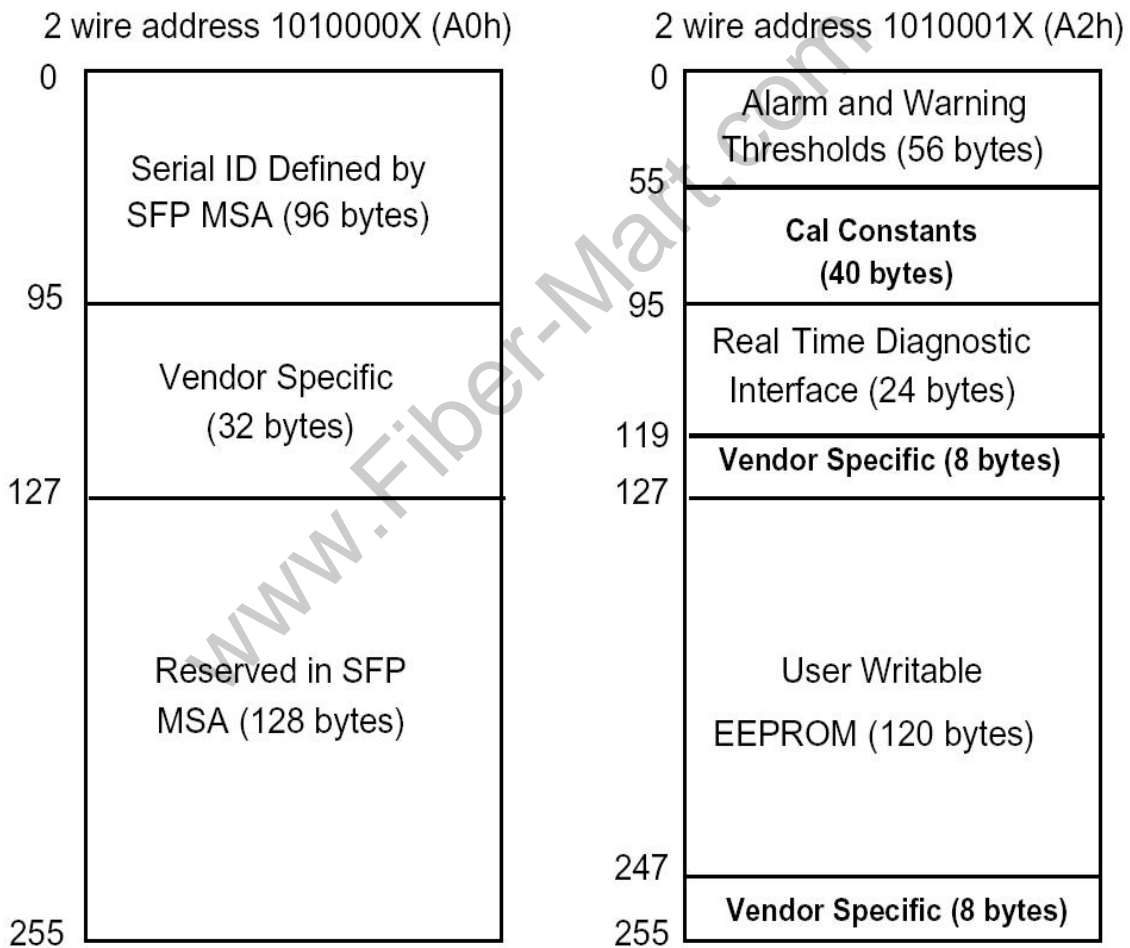 2 wire address 1010000X (A0h)
0
Serial ID Defined by
SFP MSA (96 bytes)
95
Vendor Specific
(32 bytes)
127
Reserved in SFP
MSA (128 bytes)
255
2 wire address 1010001X (A2h)
0
Alarm and Warning
Thresholds (56 bytes)
55
Cal Constants
(40 bytes)
95
Real Time Diagnostic
Interface (24 bytes)
119
Vendor Specific (8 bytes)
127
User Writable
EEPROM (120 bytes)
247
Vendor Specific (8 bytes)
255
www.Fiber-Mart.com